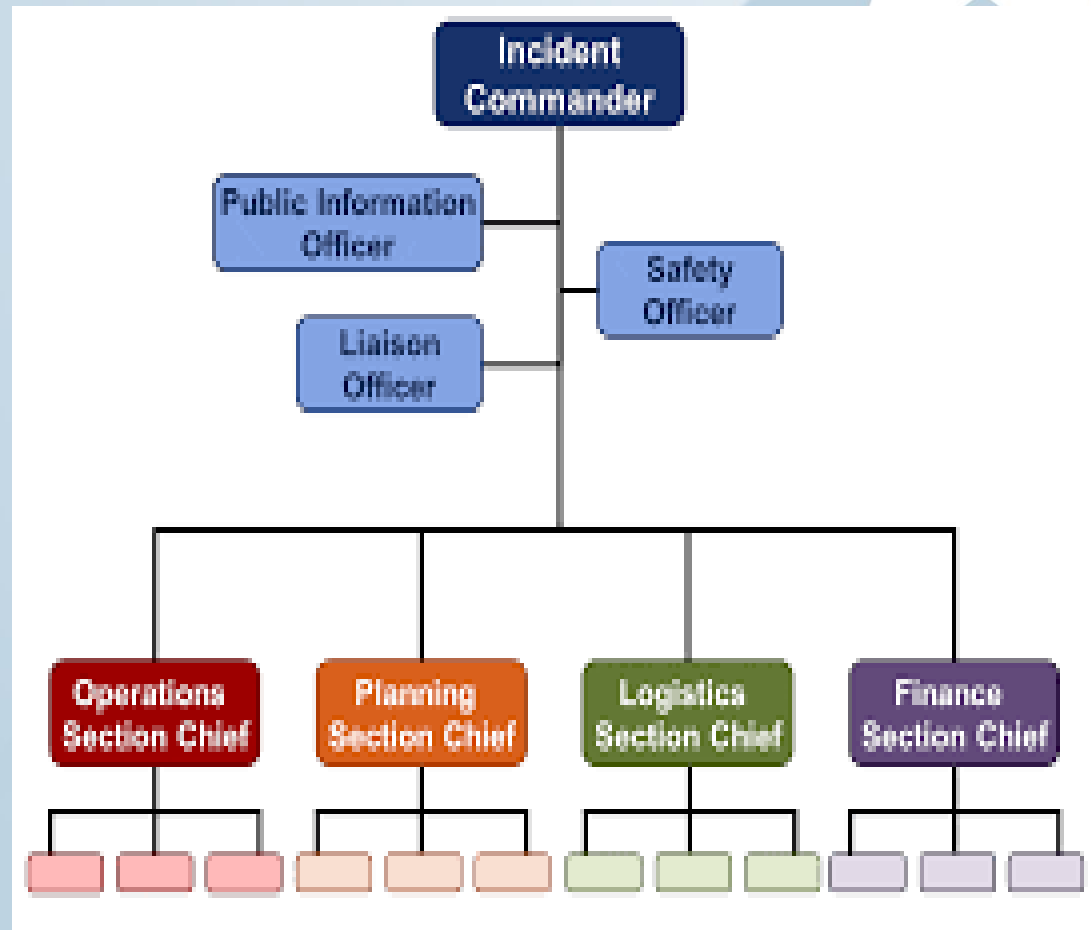 Incident
Commander
Public Information
Officer
Safety
Officer
Liaison
Officer
Operations
Section Chief
Planning
Section Chief
Logistics
Section Chief
Finance
Section Chief